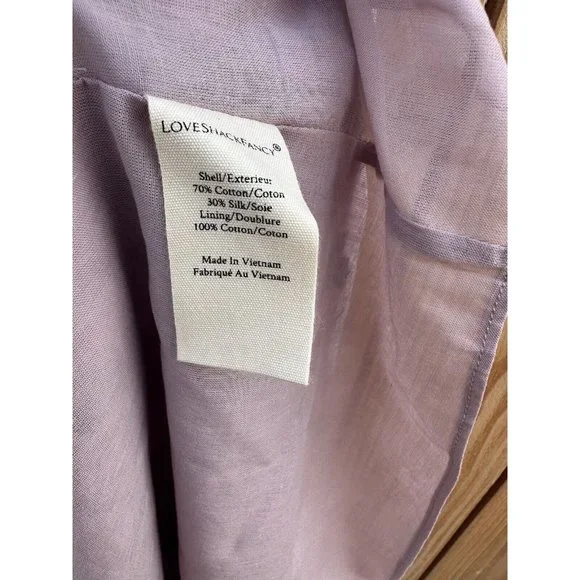 LOVESHACKFANCY®
Shell/Exterieur
70% Cotton/Coton
30% Silk/Soie
Lining/Doublure
100% Cotton/Coton
Made In Vietnam
Fabriqué Au Vietnam